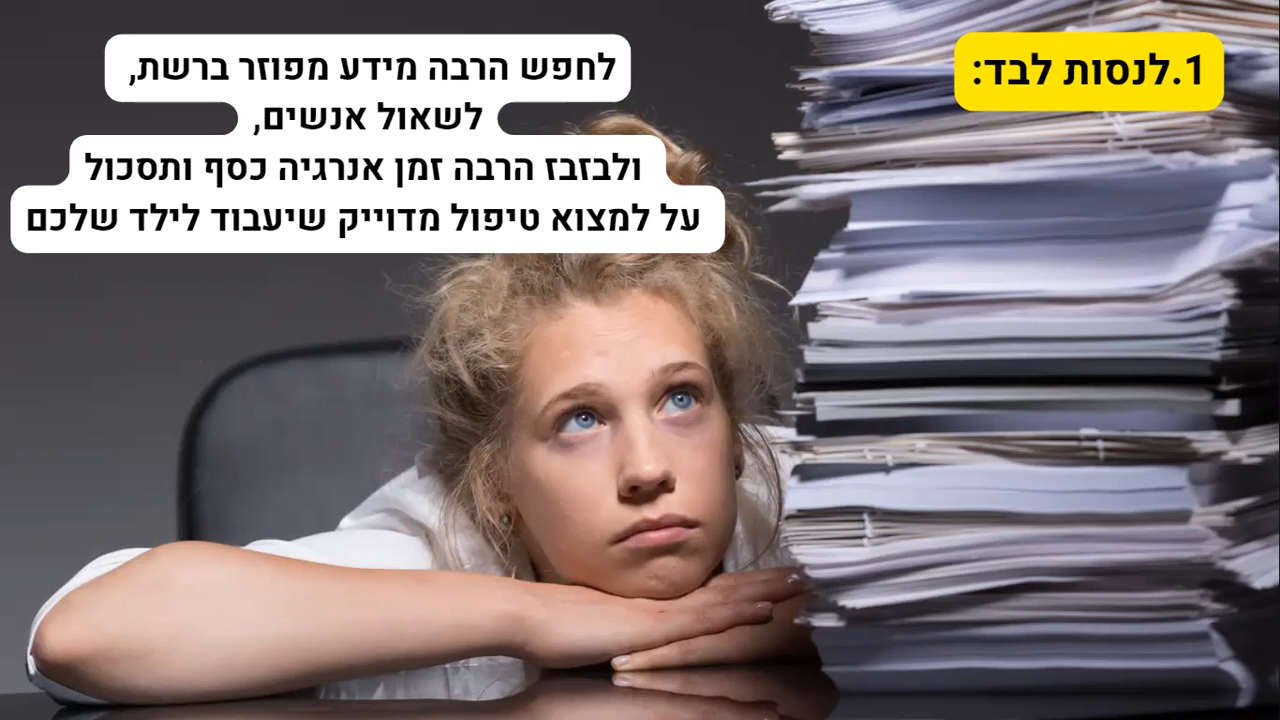 1.לנסות לבד:
לחפש הרבה מידע מפוזר ברשת,
לשאול אנשים,
ולבזבז הרבה זמן אנרגיה כסף ותסכול
על למצוא טיפול מדוייק שיעבוד לילד שלכם